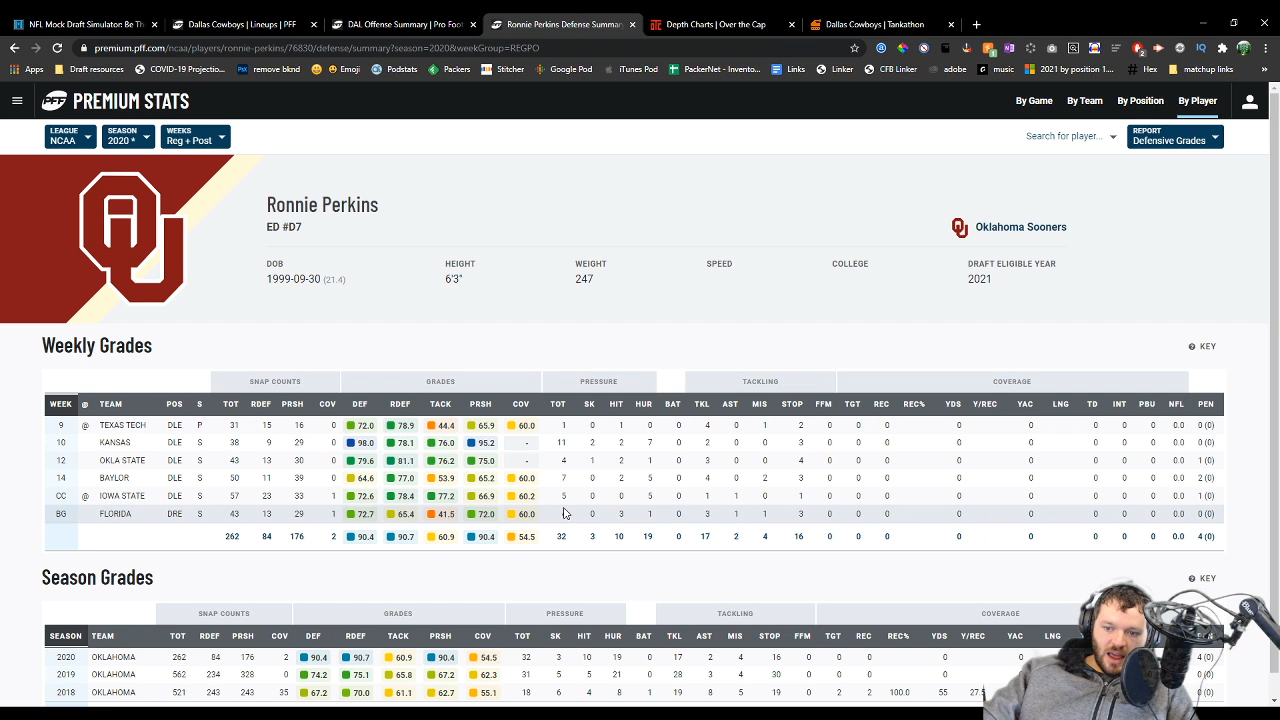 NFL Mock Draft Simulator: Be Th
Dallas Cowboys | Lineups | PFF
DAL Offense Summary | Pro Foot
Ronnie Perkins Defense Summary
Depth Charts | Over the Cap
Dallas Cowboys | Tankathon
premium.pff.com/ncaa/players/ronnie-perkins/76830/defense/summary?season=2020&weekGroup=REGPO
Apps Draft resources COVID-19 Projectio... remove bklnd Emoji Podstats Packers Stitcher Google Pod iTunes Pod PackerNet - Invento... Links Linker CFB Linker adobe music 2021 by position 1... #Hex matchup links
PFF PREMIUM STATS By Game By Team By Position By Player
LEAGUE NCAA SEASON 2020 * WEEKS Reg + Post Search for player... REPORT Defensive Grades
OU
Ronnie Perkins
ED #D7
Oklahoma Sooners
DOB HEIGHT WEIGHT SPEED COLLEGE DRAFT ELIGIBLE YEAR
1999-09-30 (21.4) 6'3" 247 2021
Weekly Grades KEY
SNAP COUNTS GRADES PRESSURE TACKLING COVERAGE
WEEK @ TEAM POS S TOT RDEF PRSH COV DEF RDEF TACK PRSH COV TOT SK HIT HUR BAT TKL AST MIS STOP FFM TGT REC REC% YDS Y/REC YAC LNG TD INT PBU NFL PEN
9 @ TEXAS TECH DLE P 31 15 16 0 72.0 78.9 44.4 65.9 60.0 1 0 1 0 0 4 0 1 2 0 0 0 0 0 0 0 0 0 0.0 0 (0)
10 KANSAS DLE S 38 9 29 0 98.0 78.1 76.0 95.2 - 11 2 2 7 0 2 0 0 4 0 0 0 0 0 0 0 0 0 0.0 0 (0)
12 OKLA STATE DLE S 43 13 30 0 79.6 81.1 76.2 75.0 - 4 1 2 1 0 3 0 0 4 0 0 0 0 0 0 0 0 0 0.0 1 (0)
14 BAYLOR DLE S 50 11 39 0 64.6 77.0 53.9 65.2 60.0 7 0 2 5 0 4 0 2 2 0 0 0 0 0 0 0 0 0 0.0 2 (0)
CC @ IOWA STATE DLE S 57 23 33 1 72.6 78.4 77.2 66.9 60.2 5 0 0 5 0 1 1 0 1 0 0 0 0 0 0 0 0 0 0.0 1 (0)
BG FLORIDA DRE S 43 13 29 1 72.7 65.4 41.5 72.0 60.0 0 3 1 0 3 1 1 3 0 0 0 0 0 0 0 0 0 0.0 0 (0)
262 84 176 2 90.4 90.7 60.9 90.4 54.5 32 3 10 19 0 17 2 4 16 0 0 0 0 0 0 0 0 0 0.0 4 (0)
Season Grades KEY
SNAP COUNTS GRADES PRESSURE TACKLING COVERAGE
SEASON TEAM TOT RDEF PRSH COV DEF RDEF TACK PRSH COV TOT SK HIT HUR BAT TKL AST MIS STOP FFM TGT REC REC% YDS Y/REC YAC LNG PEN
2020 OKLAHOMA 262 84 176 2 90.4 90.7 60.9 90.4 54.5 32 3 10 19 0 17 2 4 16 0 0 0 0 0 4 (0)
2019 OKLAHOMA 562 234 328 0 74.2 75.1 65.8 67.2 62.3 31 5 5 21 0 28 3 4 30 0 0 0 0
2018 OKLAHOMA 521 243 243 35 67.2 70.0 61.1 62.7 55.1 18 6 4 8 1 19 8 5 19 0 2 2 100.0 55 27.5